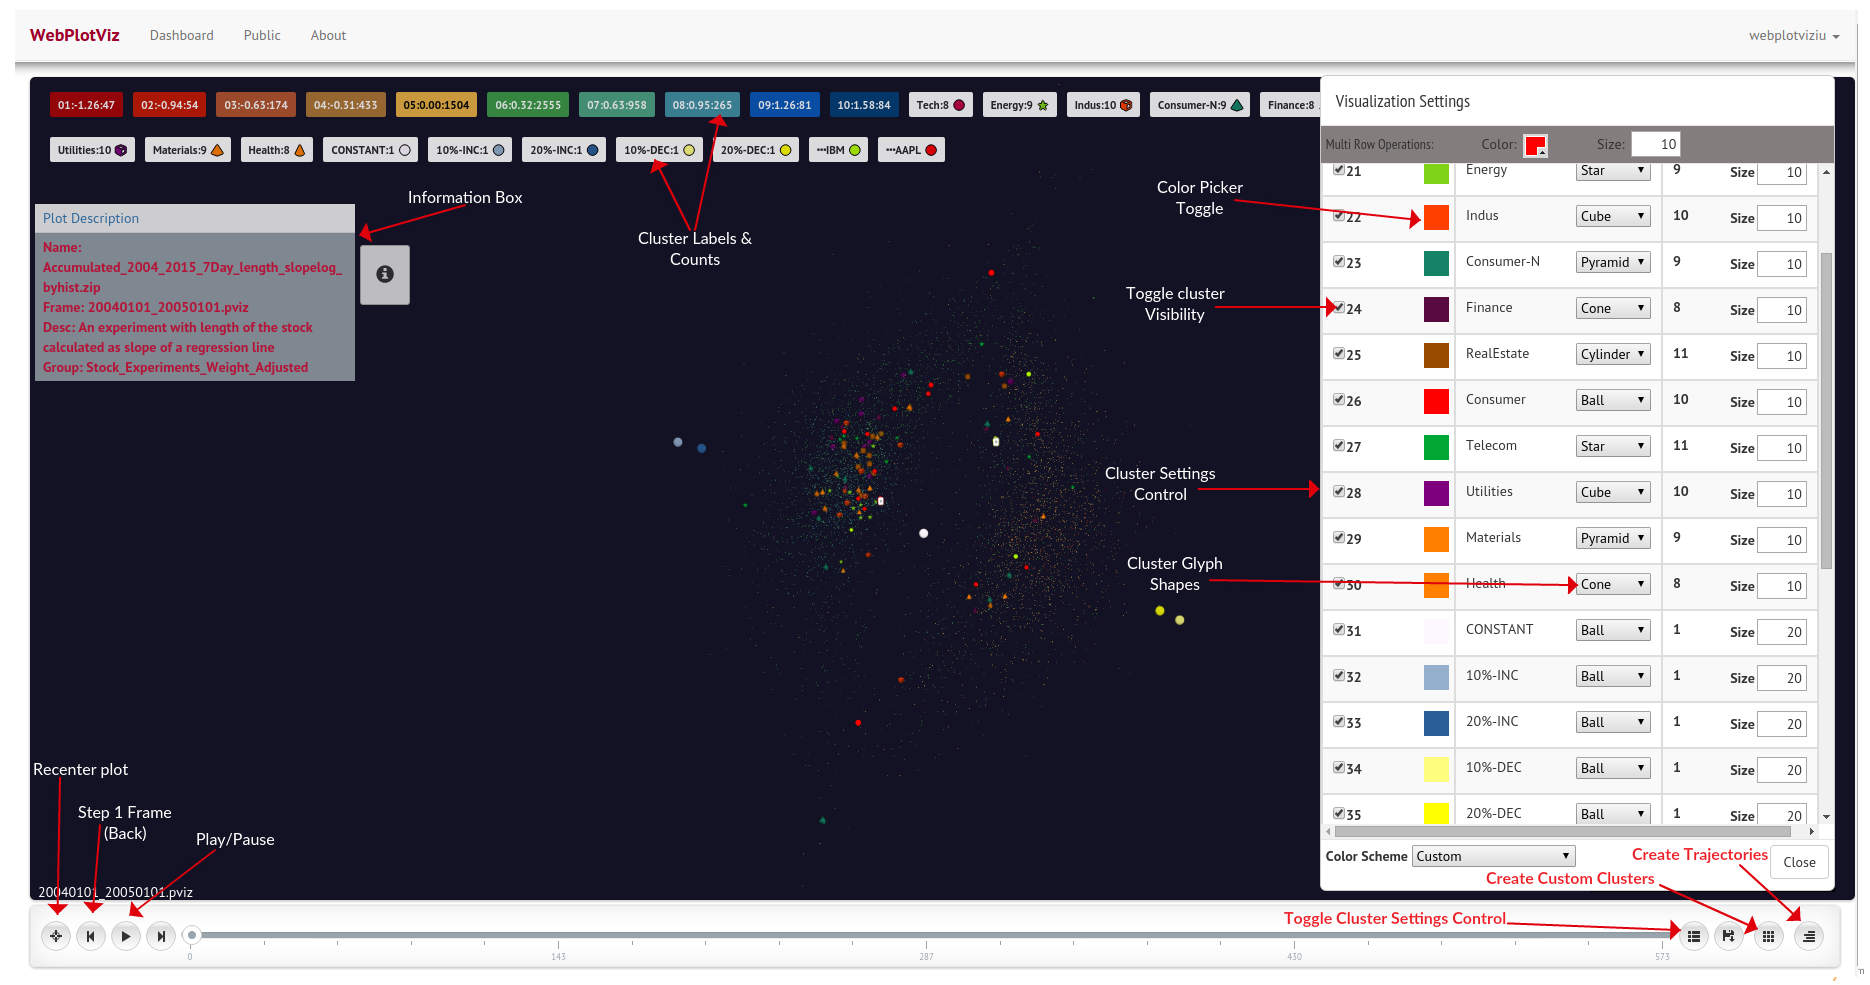 WebPlotViz Dashboard Public About webplotviziu
01:-1.26:47 02:-0.94:54 03:-0.63:174 04:-0.31:433 05:0.00:1504 06:0.32:2555 07:0.63:958 08:0.95:265 09:1.26:81 10:1.58:84 Tech:8 Energy:9 Indus:10 Consumer-N:9 Finance:8
Utilities:10 Materials:9 Health:8 CONSTANT:1 10%-INC:1 20%-INC:1 10%-DEC:1 20%-DEC:1 ···IBM ···AAPL
Information Box
Cluster Labels &
Counts
Plot Description
Name:
Accumulated_2004_2015_7Day_length_slopelog_
byhist.zip
Frame: 20040101_20050101.pviz
Desc: An experiment with length of the stock
calculated as slope of a regression line
Group: Stock_Experiments_Weight_Adjusted
Color Picker
Toggle
Toggle cluster
Visibility
Cluster Settings
Control
Cluster Glyph
Shapes
Visualization Settings
Multi Row Operations: Color: Size: 10
21 Energy Star 9 Size 10
22 Indus Cube 10 Size 10
23 Consumer-N Pyramid 9 Size 10
24 Finance Cone 8 Size 10
25 RealEstate Cylinder 11 Size 10
26 Consumer Ball 10 Size 10
27 Telecom Star 11 Size 10
28 Utilities Cube 10 Size 10
29 Materials Pyramid 9 Size 10
30 Health Cone 8 Size 10
31 CONSTANT Ball 1 Size 20
32 10%-INC Ball 1 Size 20
33 20%-INC Ball 1 Size 20
34 10%-DEC Ball 1 Size 20
35 20%-DEC Ball 1 Size 20
Color Scheme Custom Close
Create Trajectories
Create Custom Clusters
Toggle Cluster Settings Control
Recenter plot
Step 1 Frame
(Back)
Play/Pause
20040101_20050101.pviz
0 143 287 430 573
m